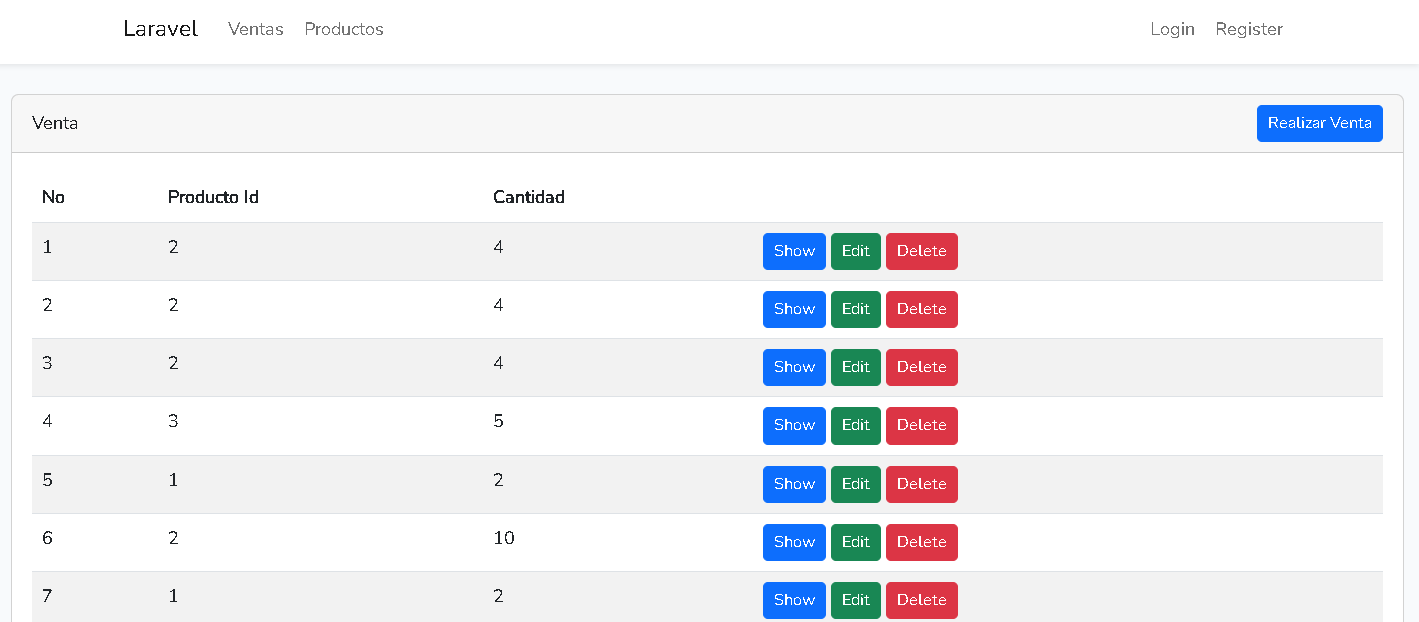 Laravel Ventas Productos Login Register
Venta Realizar Venta
No Producto Id Cantidad
1 2 4 Show Edit Delete
2 2 4 Show Edit Delete
3 2 4 Show Edit Delete
4 3 5 Show Edit Delete
5 1 2 Show Edit Delete
6 2 10 Show Edit Delete
7 1 2 Show Edit Delete